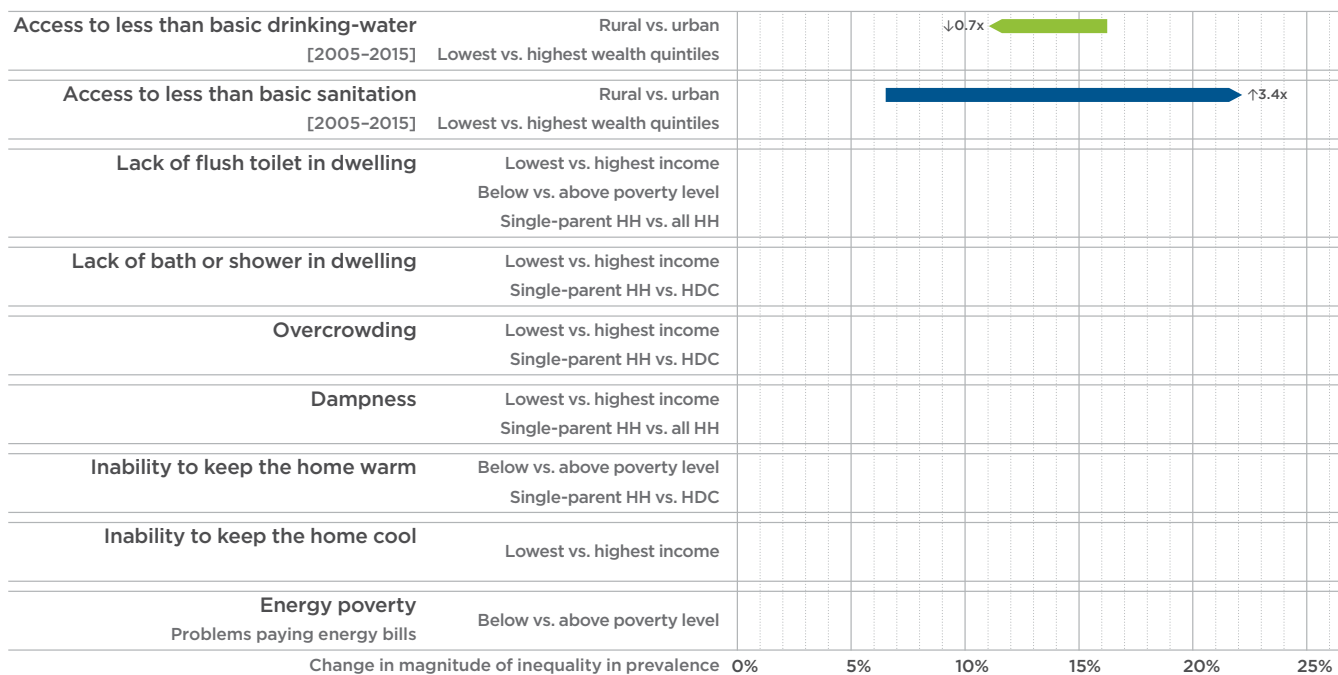 Access to less than basic drinking-water Rural vs. urban ↓0.7x
[2005–2015] Lowest vs. highest wealth quintiles
Access to less than basic sanitation Rural vs. urban ↑3.4x
[2005–2015] Lowest vs. highest wealth quintiles
Lack of flush toilet in dwelling Lowest vs. highest income
Below vs. above poverty level
Single-parent HH vs. all HH
Lack of bath or shower in dwelling Lowest vs. highest income
Single-parent HH vs. HDC
Overcrowding Lowest vs. highest income
Single-parent HH vs. HDC
Dampness Lowest vs. highest income
Single-parent HH vs. all HH
Inability to keep the home warm Below vs. above poverty level
Single-parent HH vs. HDC
Inability to keep the home cool
Lowest vs. highest income
Energy poverty
Below vs. above poverty level
Problems paying energy bills
Change in magnitude of inequality in prevalence 0% 5% 10% 15% 20% 25%